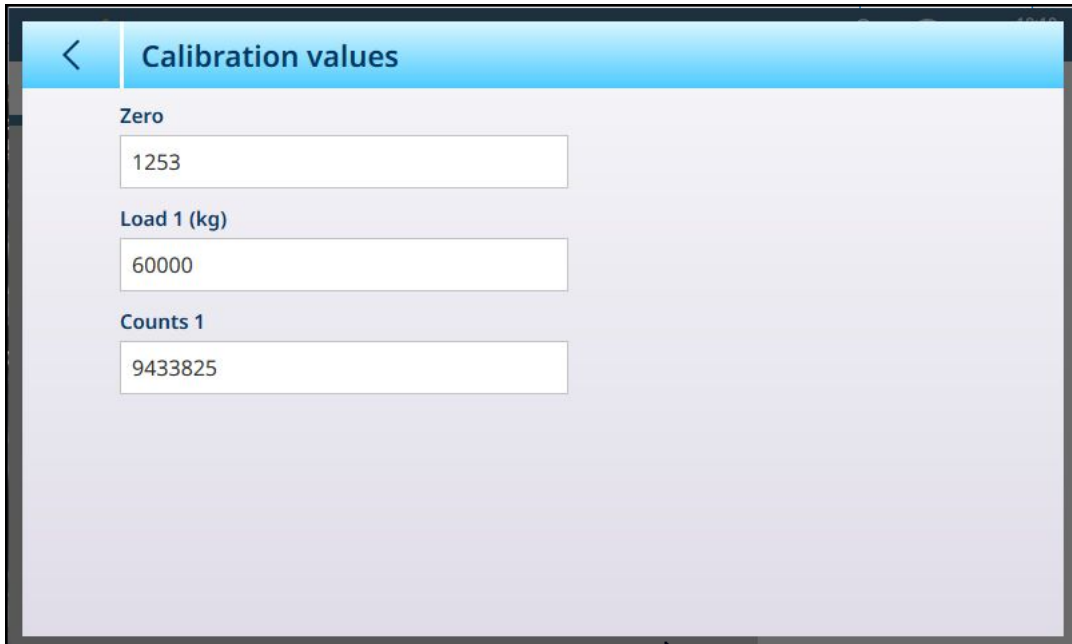 Calibration values
Zero
1253
Load 1 (kg)
60000
Counts 1
9433825